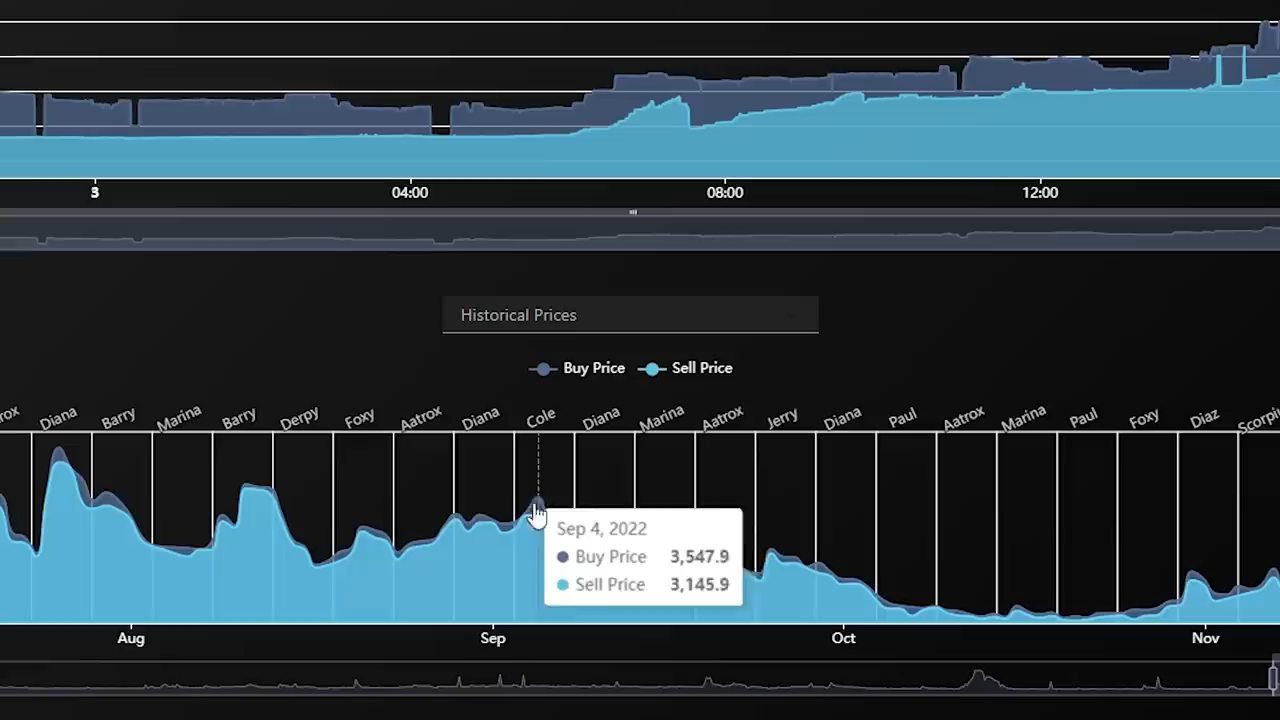 3 04:00 08:00 12:00
Historical Prices
Buy Price Sell Price
rox Diana Barry Marina Barry Derpy Foxy Aatrox Diana Cole Diana Marina Aatrox Jerry Diana Paul Aatrox Marina Paul Foxy Diaz Scorpi
Sep 4, 2022
Buy Price 3,547.9
Sell Price 3,145.9
Aug Sep Oct Nov